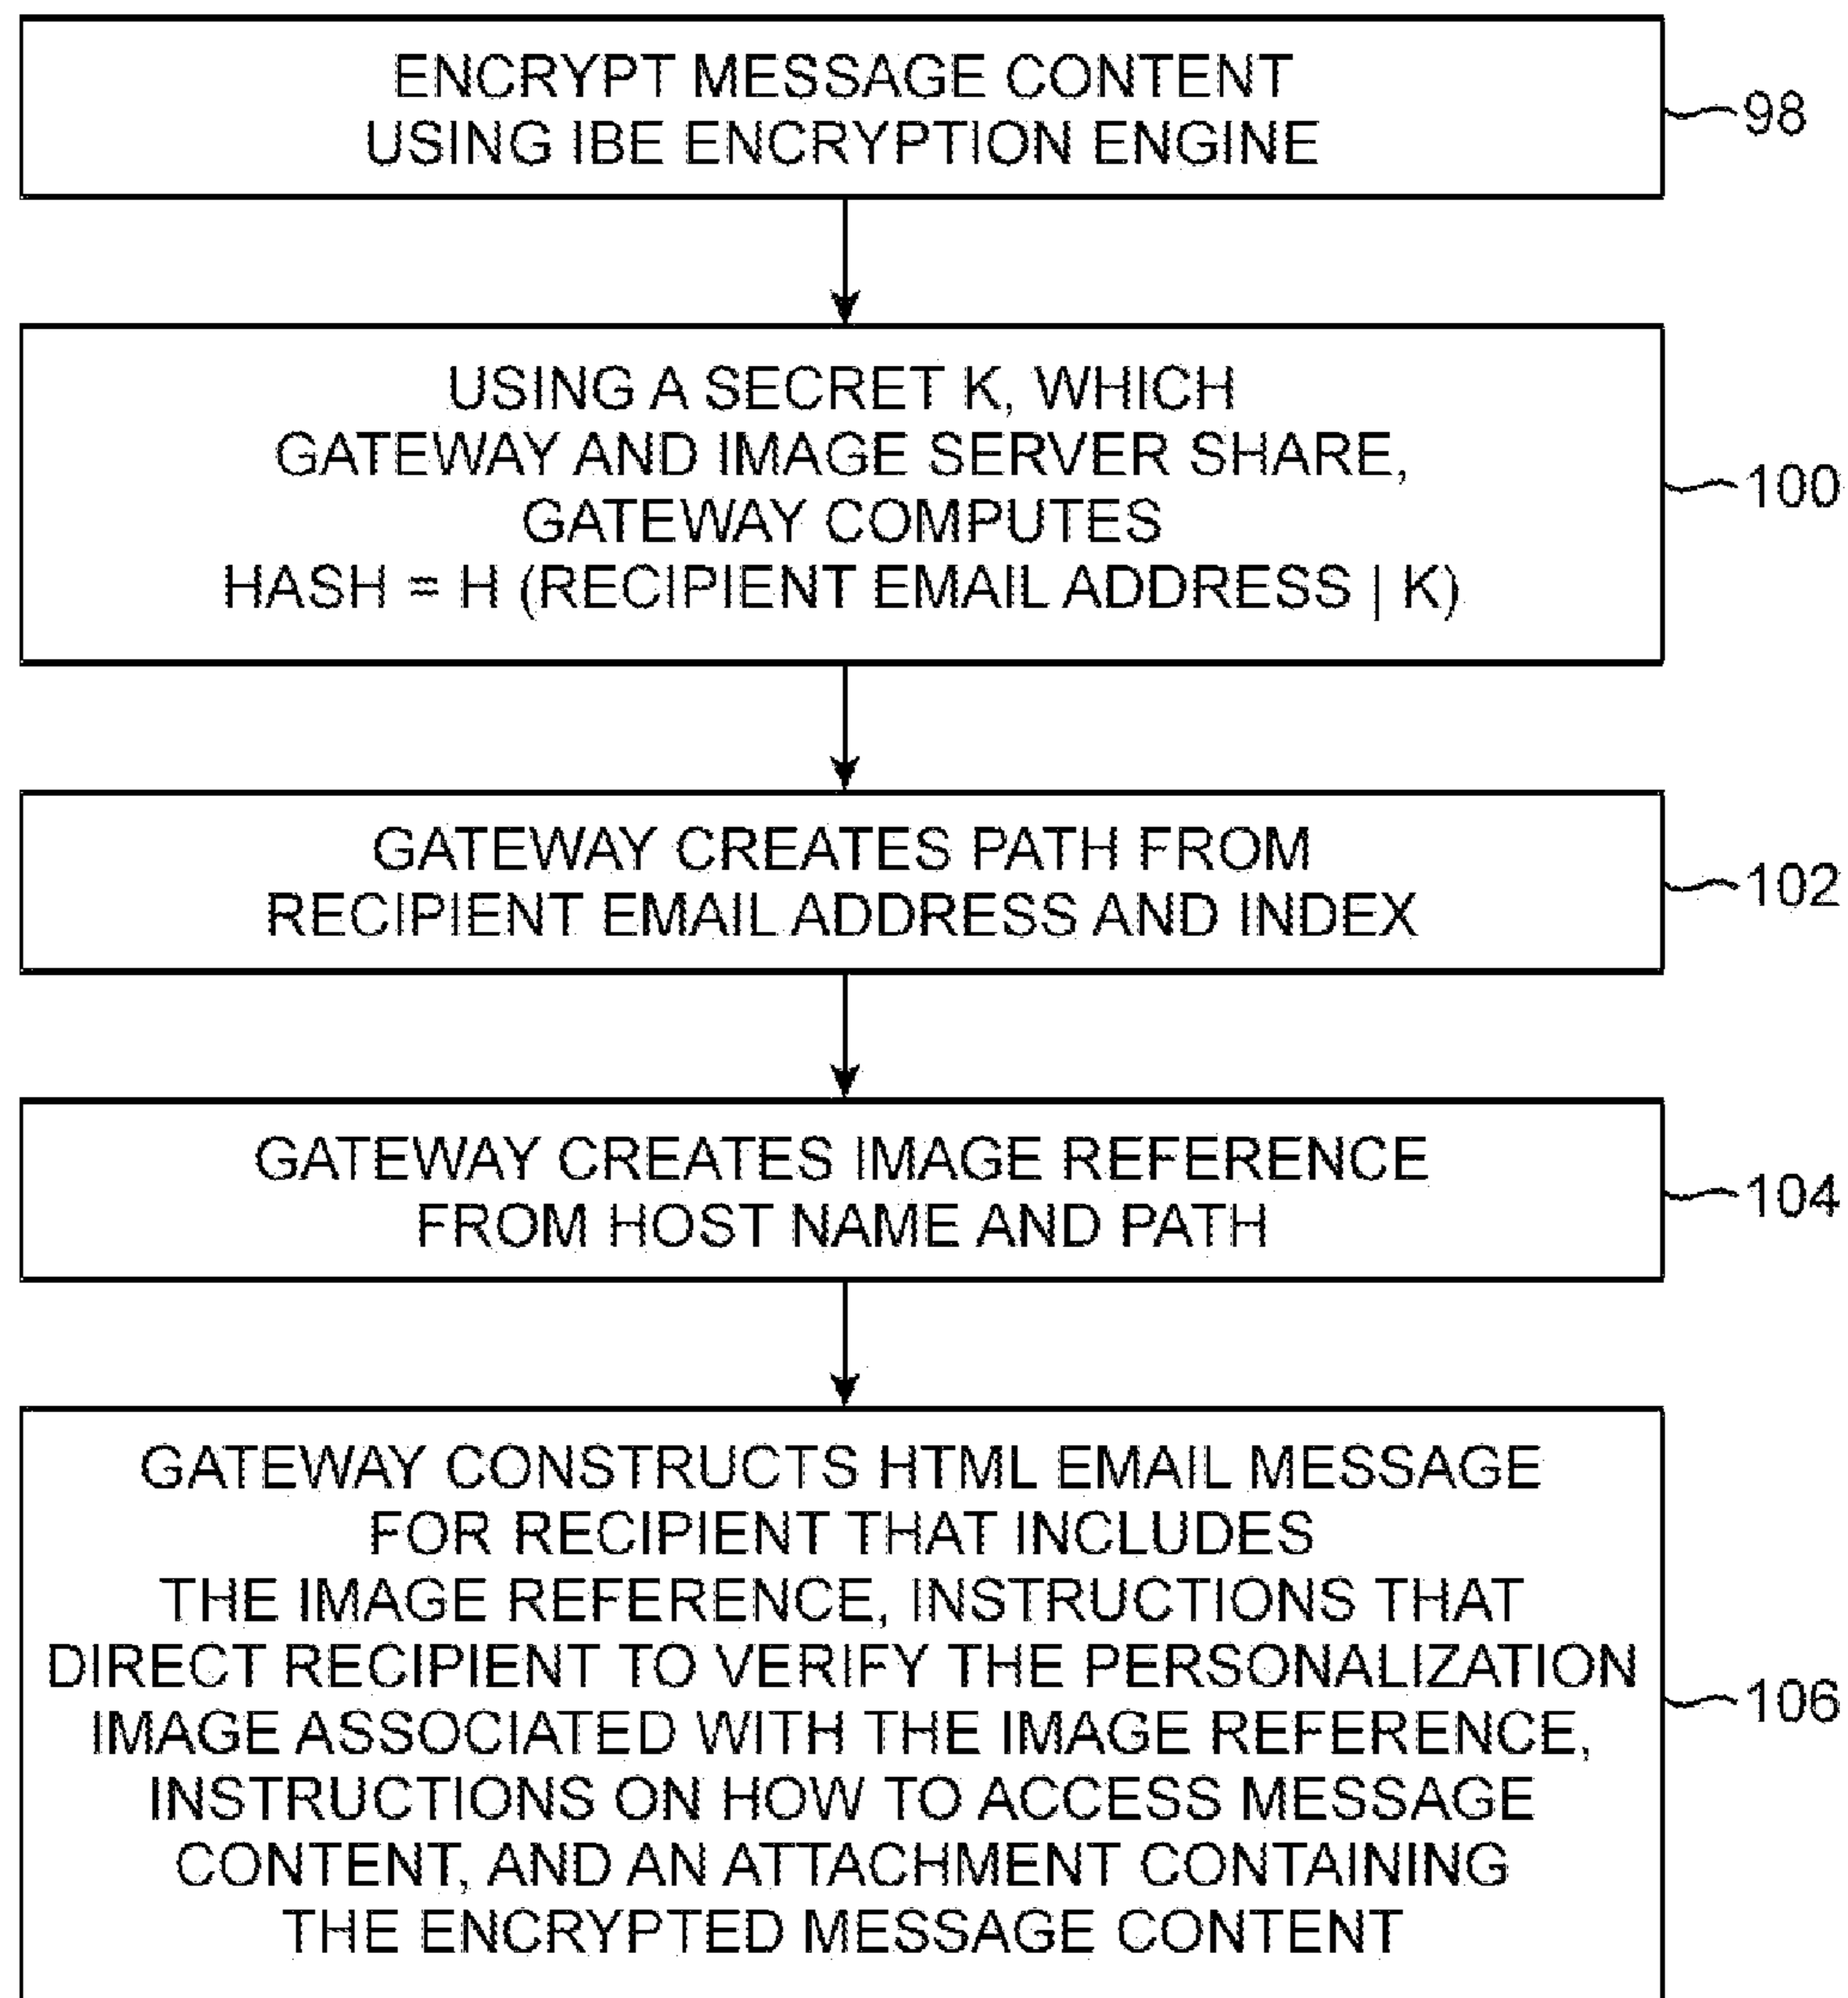 ENCRYPT MESSAGE CONTENT
USING IBE ENCRYPTION ENGINE
98
USING A SECRET K, WHICH
GATEWAY AND IMAGE SERVER SHARE,
GATEWAY COMPUTES
HASH = H (RECIPIENT EMAIL ADDRESS | K)
100
GATEWAY CREATES PATH FROM
RECIPIENT EMAIL ADDRESS AND INDEX
102
GATEWAY CREATES IMAGE REFERENCE
FROM HOST NAME AND PATH
104
GATEWAY CONSTRUCTS HTML EMAIL MESSAGE
FOR RECIPIENT THAT INCLUDES
THE IMAGE REFERENCE, INSTRUCTIONS THAT
DIRECT RECIPIENT TO VERIFY THE PERSONALIZATION
IMAGE ASSOCIATED WITH THE IMAGE REFERENCE,
INSTRUCTIONS ON HOW TO ACCESS MESSAGE
CONTENT, AND AN ATTACHMENT CONTAINING
THE ENCRYPTED MESSAGE CONTENT
106